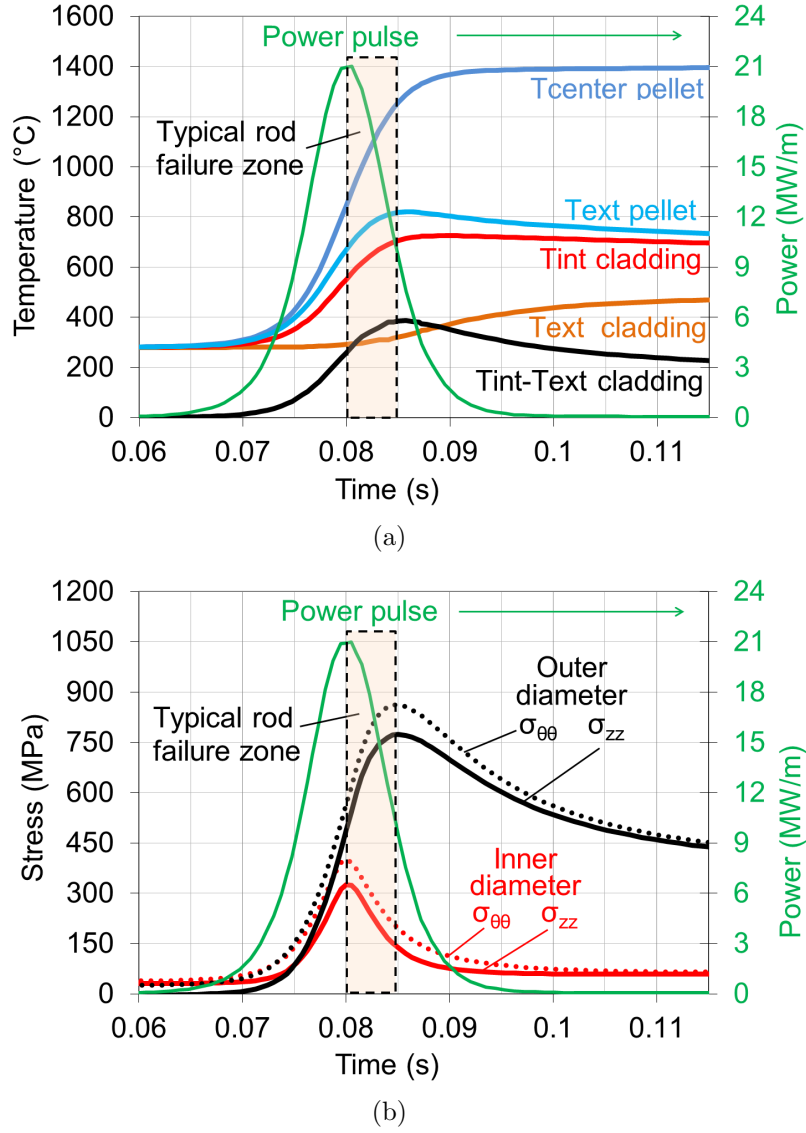 Power pulse
Typical rod
failure zone
Tcenter pellet
Text pellet
Tint cladding
Text cladding
Tint-Text cladding
Temperature (°C)
1600
1400
1200
1000
800
600
400
200
0
Power (MW/m)
24
21
18
15
12
9
6
3
0
0.06 0.07 0.08 0.09 0.1 0.11
Time (s)
(a)
Power pulse
Typical rod
failure zone
Outer
diameter
σθθ σzz
Inner
diameter
σθθ σzz
Stress (MPa)
1200
1050
900
750
600
450
300
150
0
Power (MW/m)
24
21
18
15
12
9
6
3
0
0.06 0.07 0.08 0.09 0.1 0.11
Time (s)
(b)